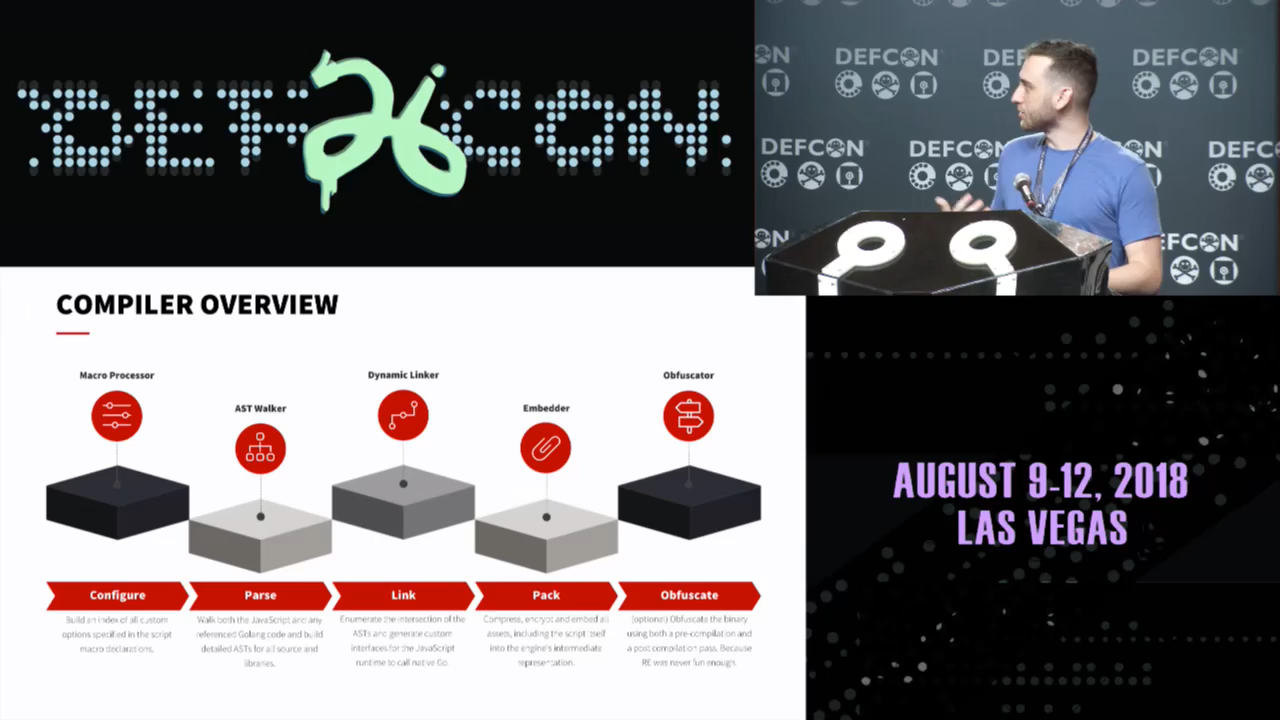 DEF 26 CON
DEFCON DEFCON DEFCON
DEFCON DEFCON DEFCON
COMPILER OVERVIEW
Macro Processor
AST Walker
Dynamic Linker
Embedder
Obfuscator
Configure
Build an index of all custom
options specified in the script
macro declarations.
Parse
Walk both the JavaScript and any
referenced Golang code and build
detailed ASTs for all source and
libraries.
Link
Enumerate the intersection of the
ASTs and generate custom
interfaces for the JavaScript
runtime to call native Go.
Pack
Compress, encrypt and embed all
assets, including the script itself
into the engine's intermediate
representation.
Obfuscate
(optional) Obfuscate the binary
using both a pre-compilation and
a post compilation pass. Because
RE was never fun enough.
AUGUST 9-12, 2018
LAS VEGAS